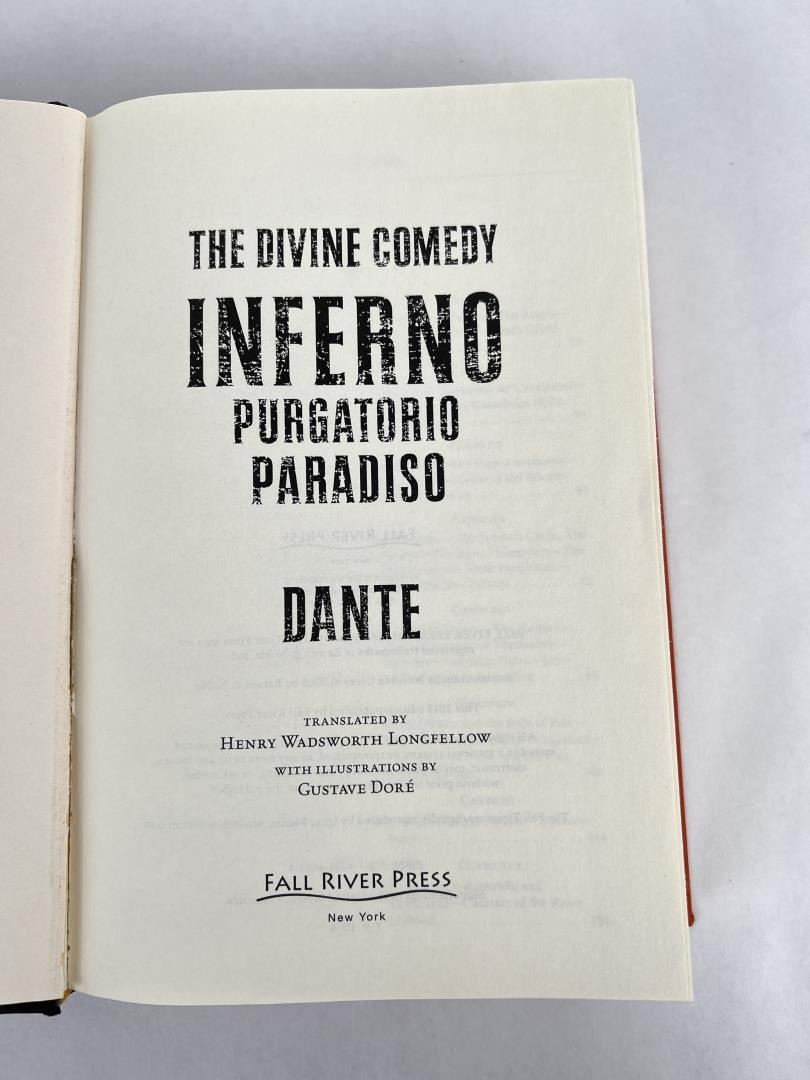 THE DIVINE COMEDY
INFERNO
PURGATORIO
PARADISO
DANTE
TRANSLATED BY
HENRY WADSWORTH LONGFELLOW
WITH ILLUSTRATIONS BY
GUSTAVE DORÉ
FALL RIVER PRESS
New York